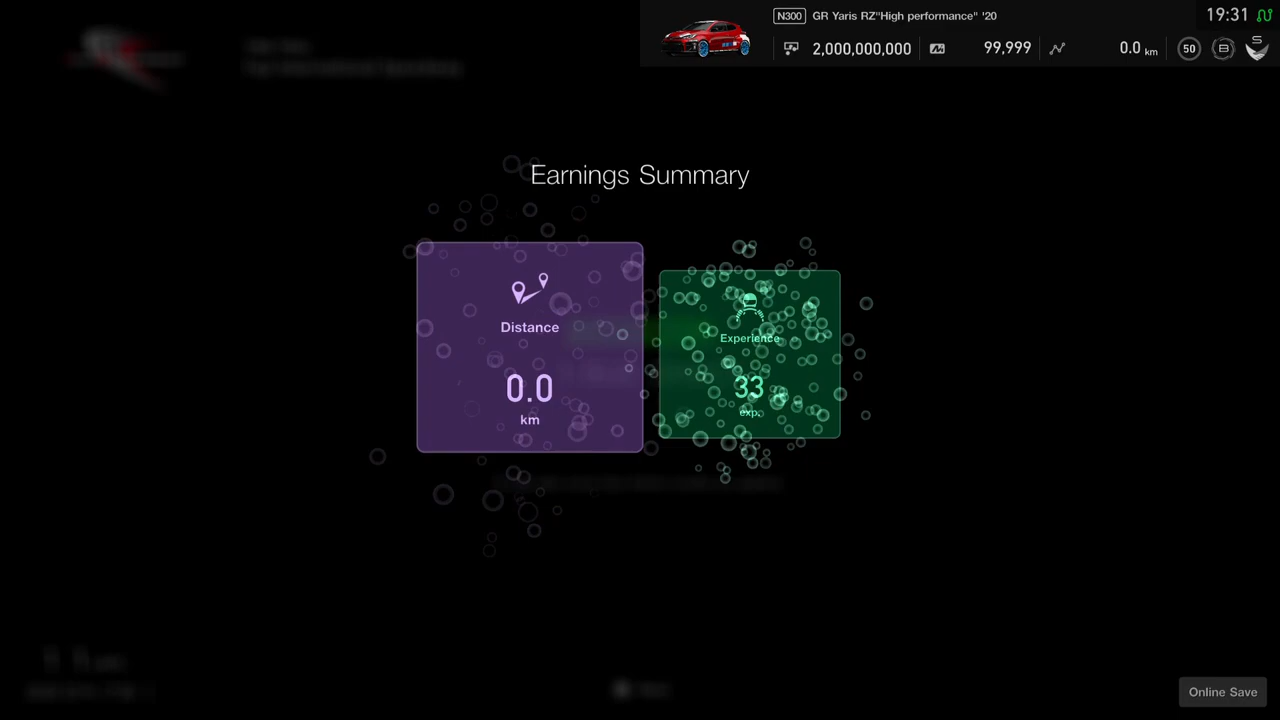 N300 GR Yaris RZ"High performance" '20
19:31
2,000,000,000 99,999 0.0 km 50 B S
Earnings Summary
Distance
0.0
km
Experience
33
exp.
Online Save